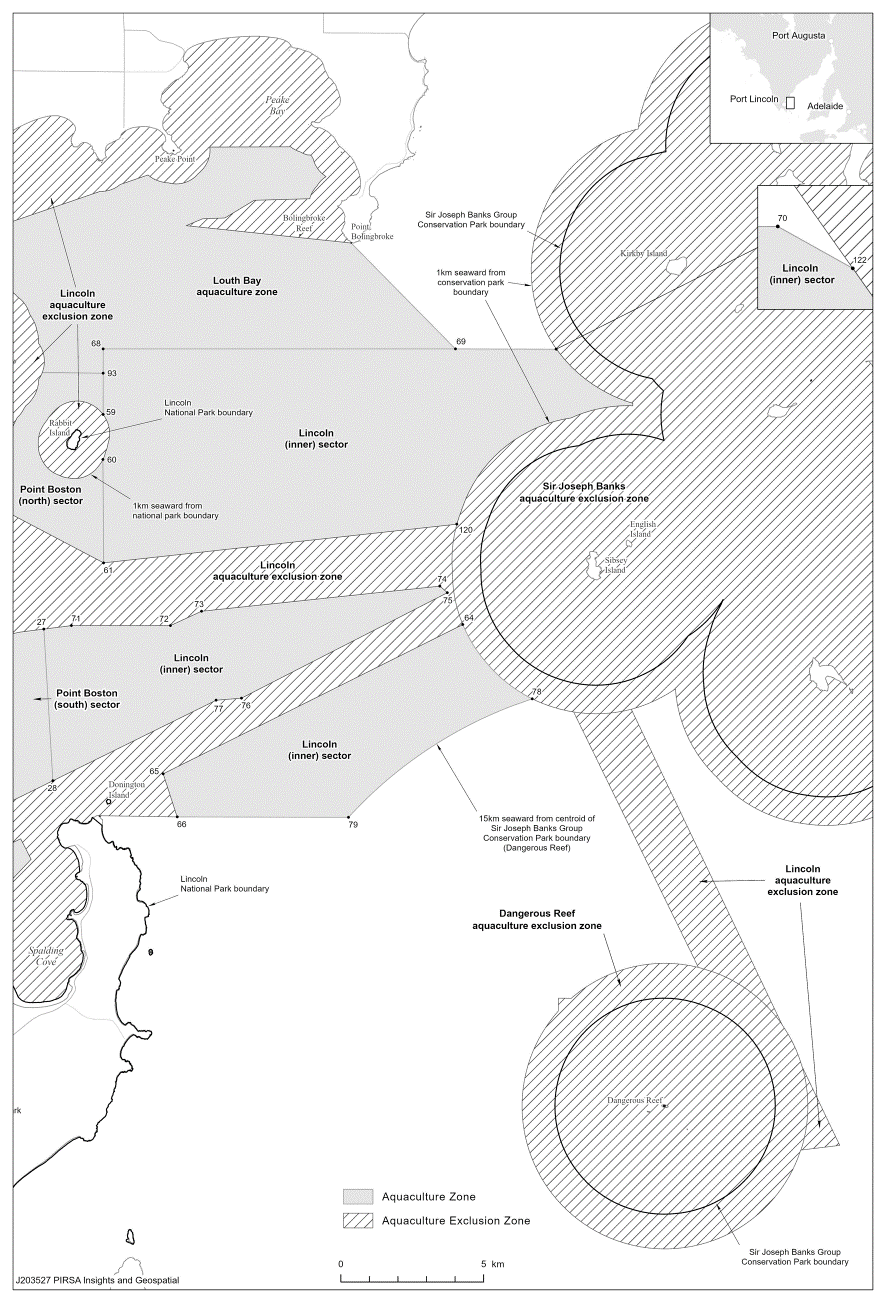 Port Augusta
Port Lincoln
Adelaide
Peake
Bay
Peake Point
70
122
Lincoln
(inner) sector
Sir Joseph Banks Group
Conservation Park boundary
Bolingbroke
Reef
Point
Bolingbroke
Kirkby Island
1km seaward from
conservation park
boundary
Louth Bay
aquaculture zone
Lincoln
aquaculture
exclusion zone
68
69
93
59
Lincoln
National Park boundary
Rabbit
Island
Lincoln
(inner) sector
60
Point Boston
(north) sector
1km seaward from
national park boundary
Sir Joseph Banks
aquaculture exclusion zone
120
English
Island
Sibsey
Island
61
Lincoln
aquaculture exclusion zone
74
75
73
64
27
71
72
Lincoln
(inner) sector
Point Boston
(south) sector
77
76
78
Lincoln
(inner) sector
65
28
Donington
Island
66
79
15km seaward from centroid of
Sir Joseph Banks Group
Conservation Park boundary
(Dangerous Reef)
Lincoln
National Park boundary
Lincoln
aquaculture
exclusion zone
Dangerous Reef
aquaculture exclusion zone
Spalding
Cove
Dangerous Reef
rk
Aquaculture Zone
Aquaculture Exclusion Zone
Sir Joseph Banks Group
Conservation Park boundary
0 5 km
J203527 PIRSA Insights and Geospatial